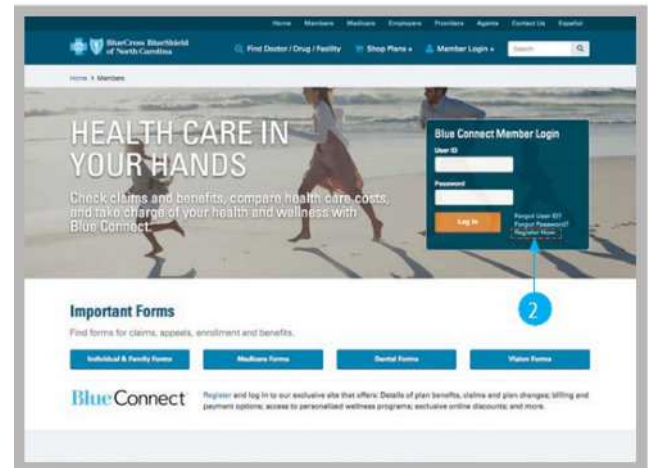 Home Members Medicare Employers Providers Agents Contact Us Español
BlueCross BlueShield
of North Carolina
Find Doctor / Drug / Facility Shop Plans Member Login Search
Home > Members
HEALTH CARE IN
YOUR HANDS
Check claims and benefits, compare health care costs,
and take charge of your health and wellness with
Blue Connect.
Blue Connect Member Login
User ID
Password
Log In
Forgot User ID?
Forgot Password?
Register Now
2
Important Forms
Find forms for claims, appeals, enrollment and benefits.
Individual & Family Forms Medicare Forms Dental Forms Vision Forms
Blue Connect
Register and log in to our exclusive site that offers: Details of plan benefits, claims and plan changes; billing and
payment options; access to personalized wellness programs; exclusive online discounts; and more.